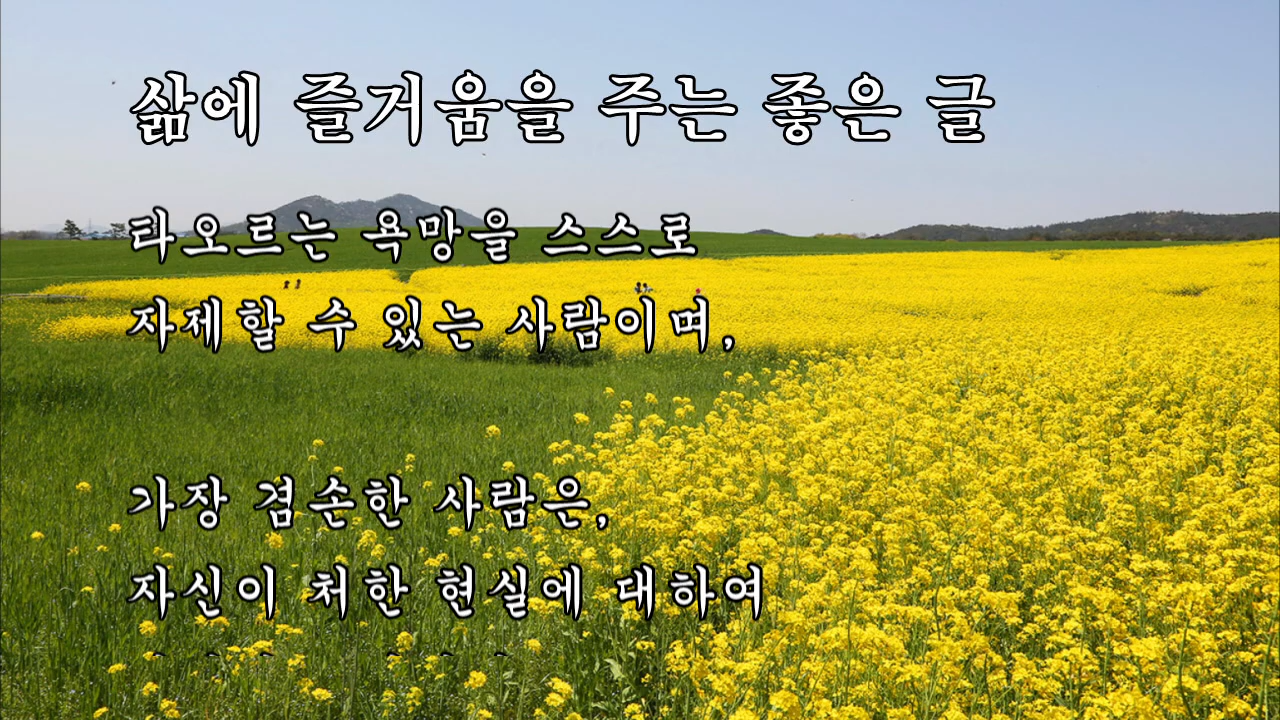 삶에 즐거움을 주는 좋은 글
타오르는 욕망을 스스로
자제할 수 있는 사람이며,
가장 겸손한 사람은,
자신이 처한 현실에 대하여